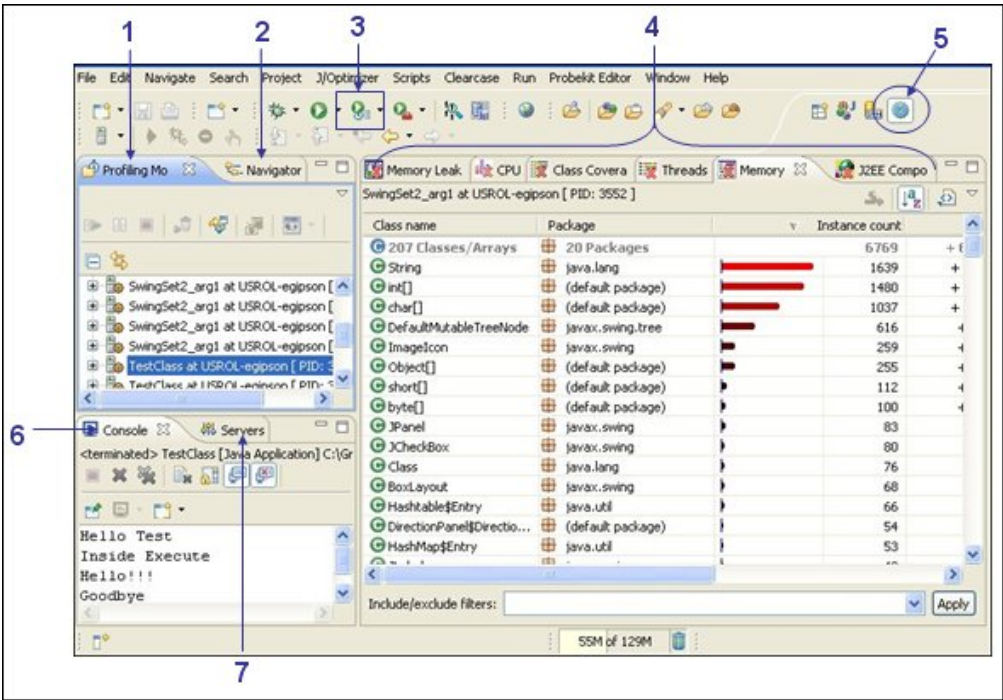 1 2 3 4 5
File Edit Navigate Search Project J/Optimizer Scripts Clearcase Run Probekit Editor Window Help
Profiling Mo Navigator
Memory Leak CPU Class Covera Threads Memory J2EE Compo
SwingSet2_arg1 at USROL-egipson [ PID: 3552 ]
Class name Package Instance count
207 Classes/Arrays 20 Packages 6769 +
String java.lang 1639 +
int[] (default package) 1480 +
char[] (default package) 1037 +
DefaultMutableTreeNode javax.swing.tree 616
ImageIcon javax.swing 259
Object[] (default package) 255
short[] (default package) 112
byte[] (default package) 100
JPanel javax.swing 83
JCheckBox javax.swing 80
Class java.lang 76
BoxLayout javax.swing 68
Hashtable$Entry java.util 66
DirectionPanel$Directio... (default package) 54
HashMap$Entry java.util 53
Include/exclude filters: Apply
SwingSet2_arg1 at USROL-egipson [
SwingSet2_arg1 at USROL-egipson [
SwingSet2_arg1 at USROL-egipson [
SwingSet2_arg1 at USROL-egipson [
TestClass at USROL-egipson [ PID: 3
TestClass at USROL-egipson [ PID: 3
6
Console Servers
<terminated> TestClass [Java Application] C:\Gr
Hello Test
Inside Execute
Hello!!!
Goodbye
55M of 129M
7